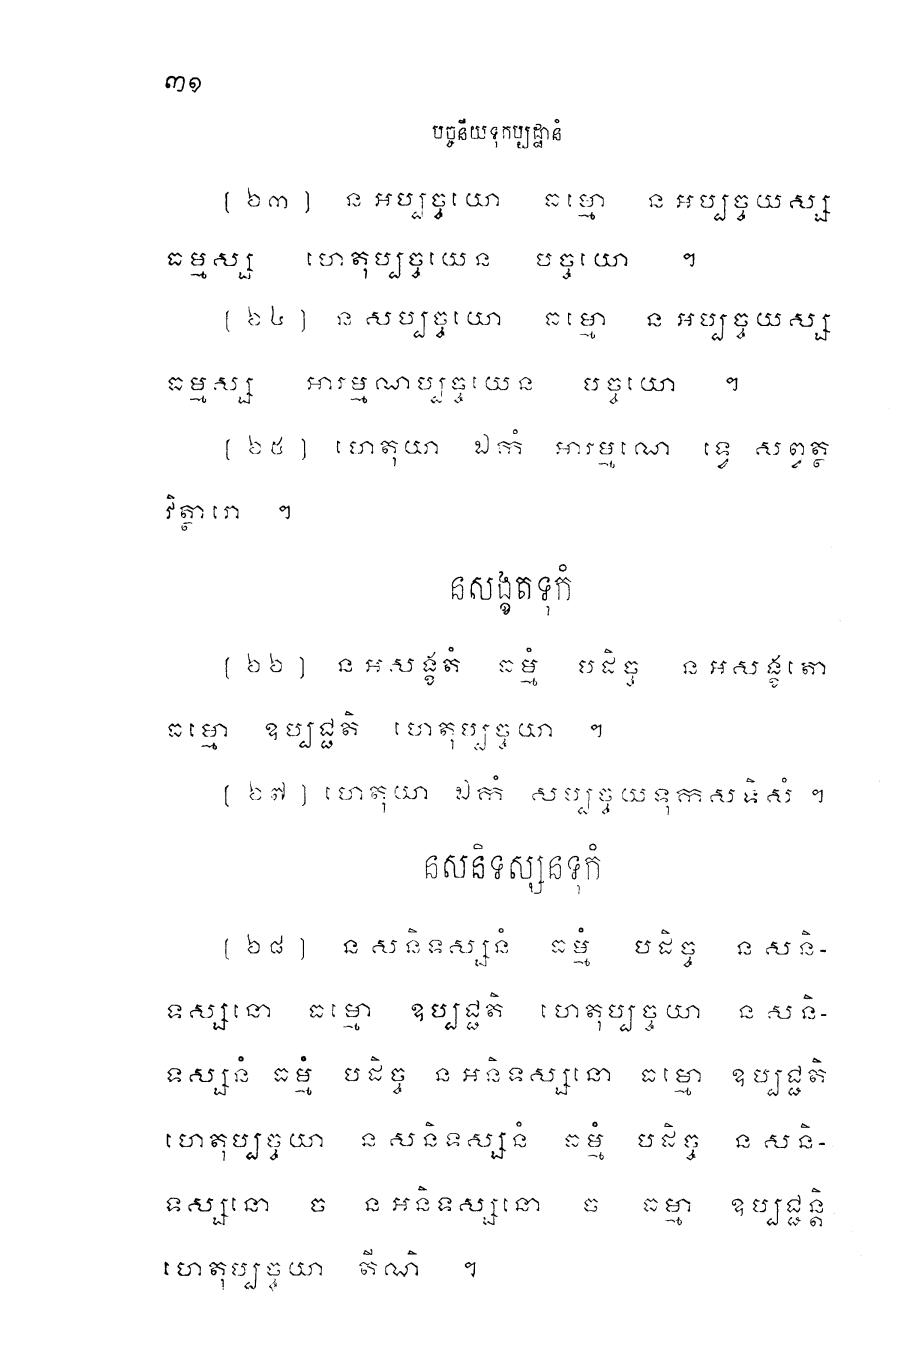 ៣១
បច្ចនីយទុកប្បដ្ឋានំ
[ ៦៣ ] ន អប្បច្ចយោ ធម្មោ ន អប្បច្ចយស្ស
ធម្មស្ស ហេតុប្បច្ចយេន បច្ចយោ ។
[ ៦៤ ] ន សប្បច្ចយោ ធម្មោ ន អប្បច្ចយស្ស
ធម្មស្ស អារម្មណប្បច្ចយេន បច្ចយោ ។
[ ៦៥ ] ហេតុយា ឯកំ អារម្មណេ ទ្វេ សព្វត្ថ
វិត្ថារោ ។
នសង្ខតទុកំ
[ ៦៦ ] ន អសង្ខតំ ធម្មំ បដិច្ច ន អសង្ខតោ
ធម្មោ ឧប្បជ្ជតិ ហេតុប្បច្ចយា ។
[ ៦៧ ] ហេតុយា ឯកំ សប្បច្ចយទុកសទិសំ ។
នសនិទស្សនទុកំ
[ ៦៨ ] ន សនិទស្សនំ ធម្មំ បដិច្ច ន សនិ-
ទស្សនោ ធម្មោ ឧប្បជ្ជតិ ហេតុប្បច្ចយា ន សនិ-
ទស្សនំ ធម្មំ បដិច្ច ន អនិទស្សនោ ធម្មោ ឧប្បជ្ជតិ
ហេតុប្បច្ចយា ន សនិទស្សនំ ធម្មំ បដិច្ច ន សនិ-
ទស្សនោ ច ន អនិទស្សនោ ច ធម្មា ឧប្បជ្ជន្តិ
ហេតុប្បច្ចយា តីណិ ។